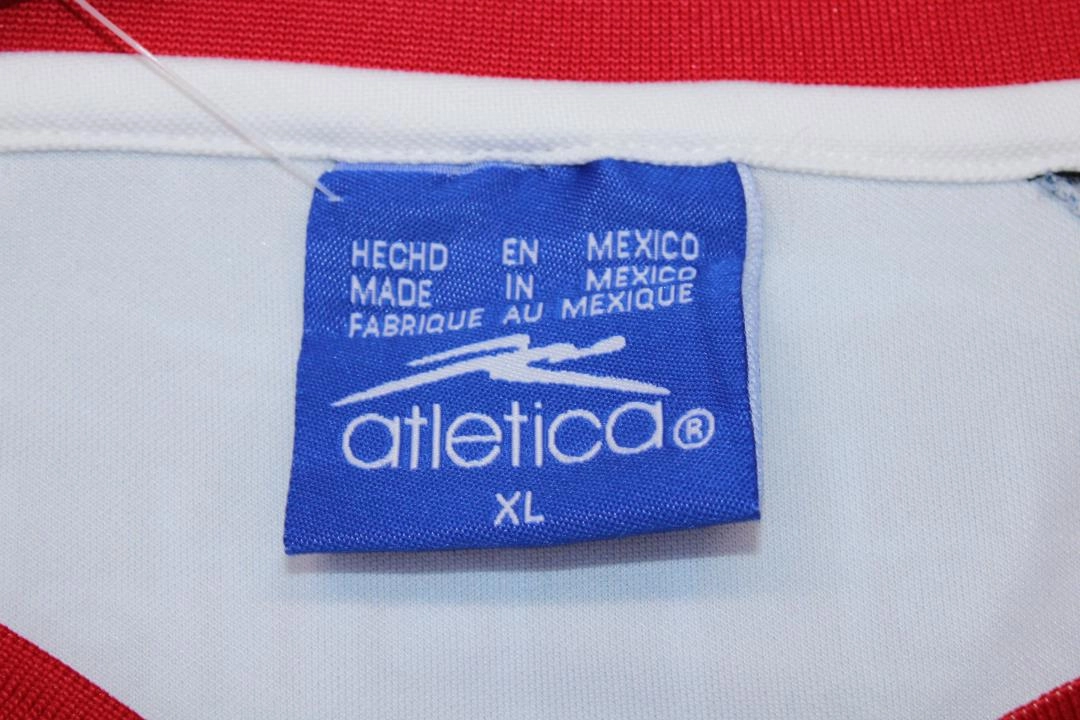 HECHD EN MEXICO
MADE IN MEXICO
FABRIQUE AU MEXIQUE
atletica®
XL